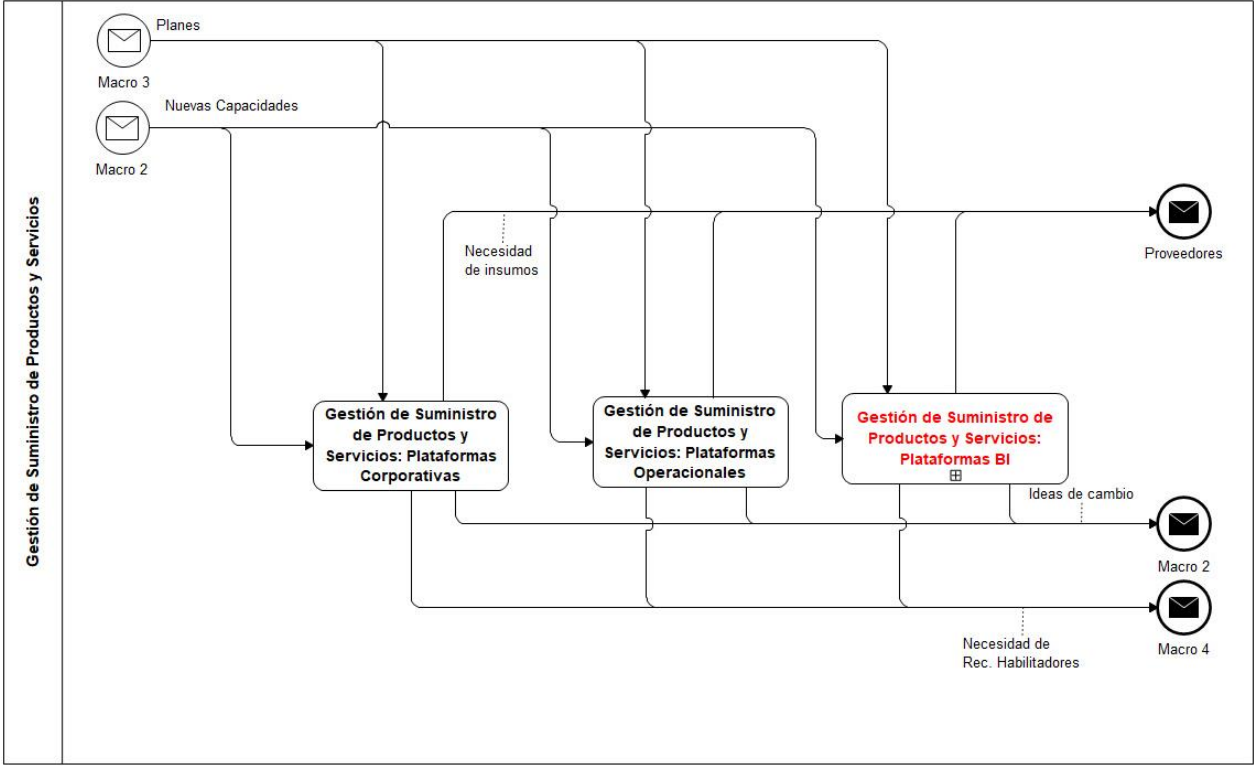 Gestión de Suministro de Productos y Servicios
Planes
Macro 3
Nuevas Capacidades
Macro 2
Necesidad
de insumos
Proveedores
Gestión de Suministro
de Productos y
Servicios: Plataformas
Corporativas
Gestión de Suministro
de Productos y
Servicios: Plataformas
Operacionales
Gestión de Suministro de
Productos y Servicios:
Plataformas BI
Ideas de cambio
Macro 2
Necesidad de
Rec. Habilitadores
Macro 4